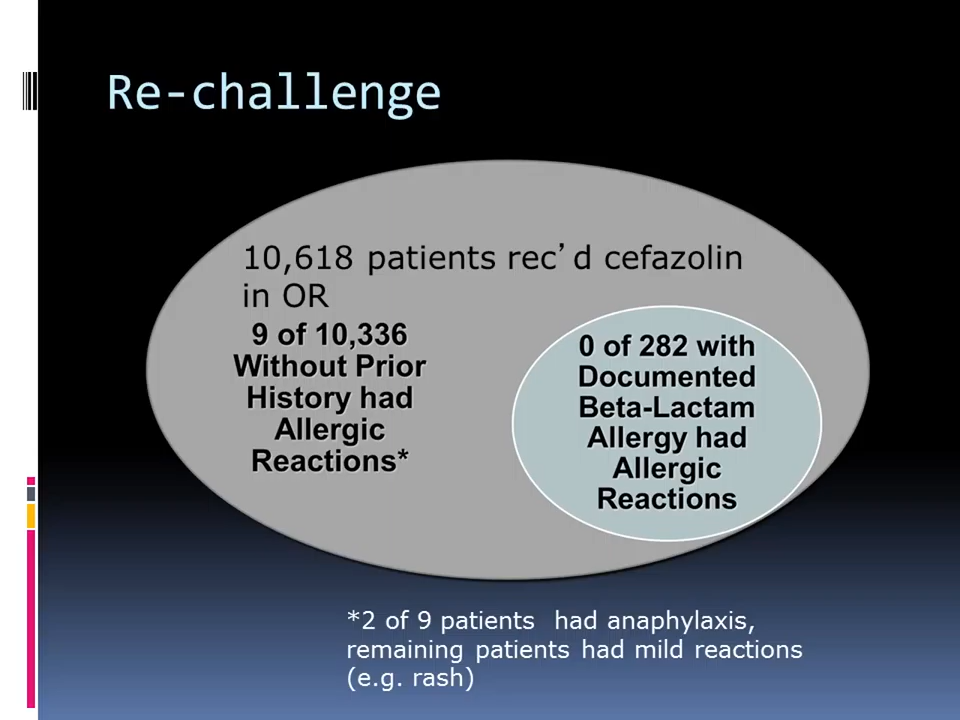 Re-challenge
10,618 patients rec’d cefazolin
in OR
9 of 10,336
Without Prior
History had
Allergic
Reactions*
0 of 282 with
Documented
Beta-Lactam
Allergy had
Allergic
Reactions
*2 of 9 patients had anaphylaxis,
remaining patients had mild reactions
(e.g. rash)